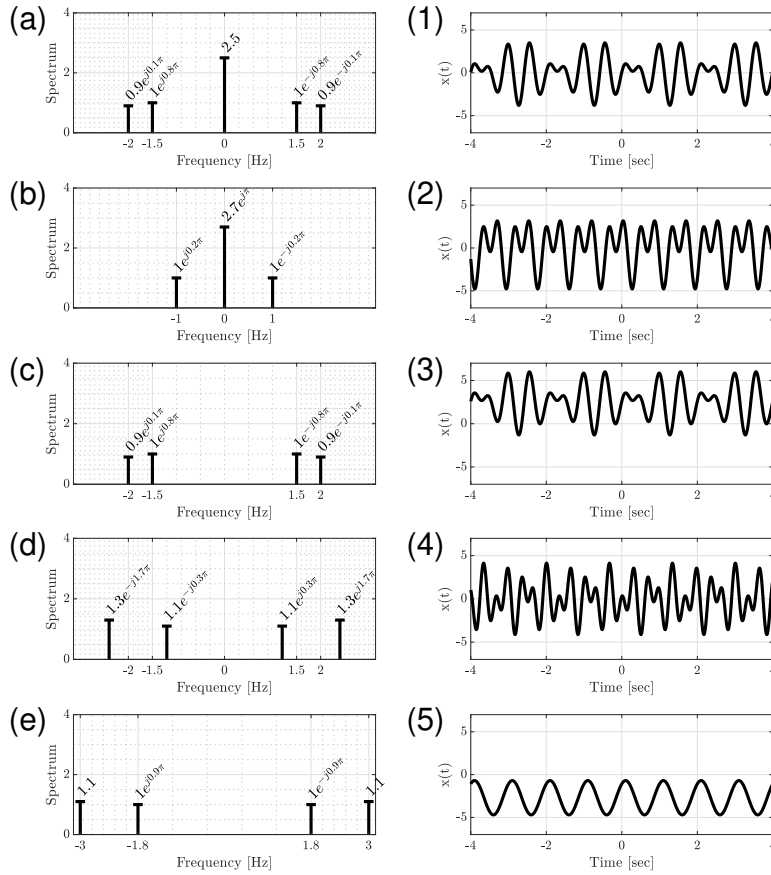 (a)
Spectrum
4
2
0
0.9e^{j0.1π}
1e^{j0.8π}
2.5
1e^{-j0.8π}
0.9e^{-j0.1π}
-2 -1.5 0 1.5 2
Frequency [Hz]
(1)
x(t)
5
0
-5
-4 -2 0 2 4
Time [sec]
(b)
Spectrum
4
2
0
1e^{j0.2π}
2.7e^{jπ}
1e^{-j0.2π}
-1 0 1
Frequency [Hz]
(2)
x(t)
5
0
-5
-4 -2 0 2 4
Time [sec]
(c)
Spectrum
4
2
0
0.9e^{j0.1π}
1e^{j0.8π}
1e^{-j0.8π}
0.9e^{-j0.1π}
-2 -1.5 0 1.5 2
Frequency [Hz]
(3)
x(t)
5
0
-5
-4 -2 0 2 4
Time [sec]
(d)
Spectrum
4
2
0
1.3e^{-j1.7π}
1.1e^{-j0.3π}
1.1e^{j0.3π}
1.3e^{j1.7π}
-2 -1.5 0 1.5 2
Frequency [Hz]
(4)
x(t)
5
0
-5
-4 -2 0 2 4
Time [sec]
(e)
Spectrum
4
2
0
1.1
1e^{j0.9π}
1e^{-j0.9π}
1.1
-3 -1.8 0 1.8 3
Frequency [Hz]
(5)
x(t)
5
0
-5
-4 -2 0 2 4
Time [sec]